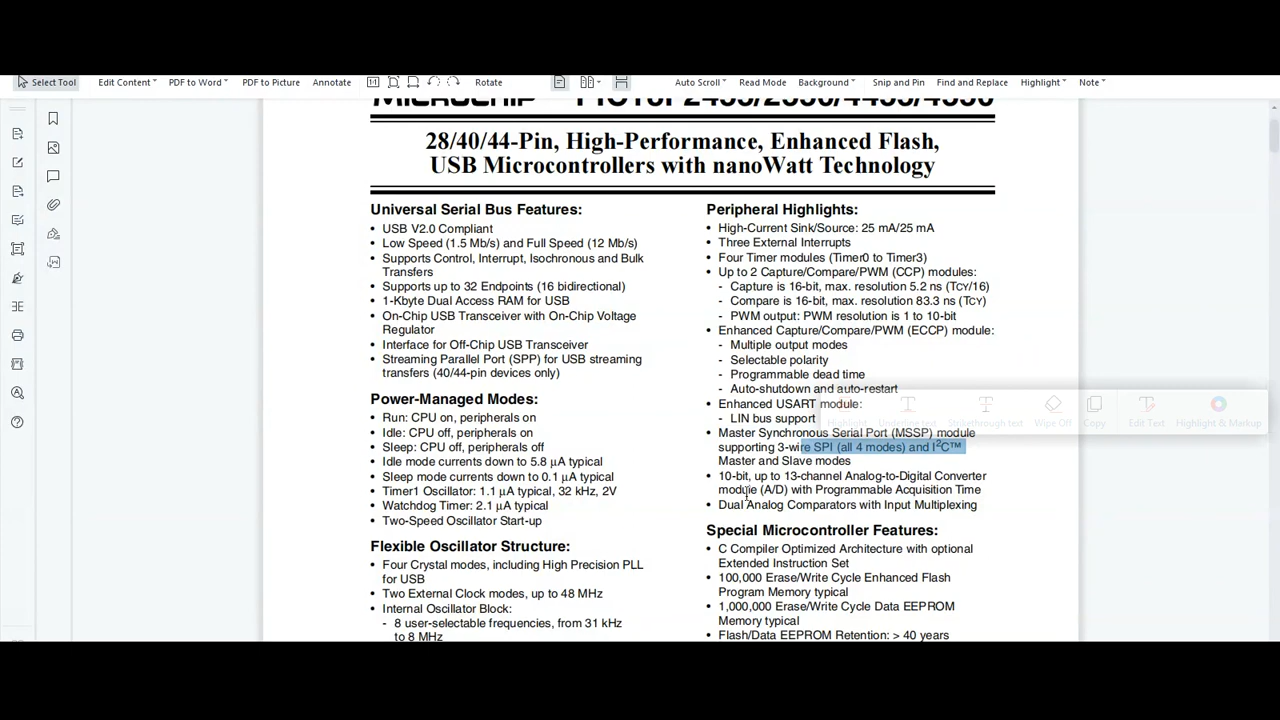 Select Tool
Edit Content
PDF to Word
PDF to Picture
Annotate
Rotate
Auto Scroll
Read Mode
Background
Snip and Pin
Find and Replace
Highlight
Note
MICROCHIP PIC18F2455/2550/4455/4550
28/40/44-Pin, High-Performance, Enhanced Flash,
USB Microcontrollers with nanoWatt Technology
Universal Serial Bus Features:
• USB V2.0 Compliant
• Low Speed (1.5 Mb/s) and Full Speed (12 Mb/s)
• Supports Control, Interrupt, Isochronous and Bulk
Transfers
• Supports up to 32 Endpoints (16 bidirectional)
• 1-Kbyte Dual Access RAM for USB
• On-Chip USB Transceiver with On-Chip Voltage
Regulator
• Interface for Off-Chip USB Transceiver
• Streaming Parallel Port (SPP) for USB streaming
transfers (40/44-pin devices only)
Power-Managed Modes:
• Run: CPU on, peripherals on
• Idle: CPU off, peripherals on
• Sleep: CPU off, peripherals off
• Idle mode currents down to 5.8 μA typical
• Sleep mode currents down to 0.1 μA typical
• Timer1 Oscillator: 1.1 μA typical, 32 kHz, 2V
• Watchdog Timer: 2.1 μA typical
• Two-Speed Oscillator Start-up
Flexible Oscillator Structure:
• Four Crystal modes, including High Precision PLL
for USB
• Two External Clock modes, up to 48 MHz
• Internal Oscillator Block:
- 8 user-selectable frequencies, from 31 kHz
to 8 MHz
Peripheral Highlights:
• High-Current Sink/Source: 25 mA/25 mA
• Three External Interrupts
• Four Timer modules (Timer0 to Timer3)
• Up to 2 Capture/Compare/PWM (CCP) modules:
- Capture is 16-bit, max. resolution 5.2 ns (TCY/16)
- Compare is 16-bit, max. resolution 83.3 ns (TCY)
- PWM output: PWM resolution is 1 to 10-bit
• Enhanced Capture/Compare/PWM (ECCP) module:
- Multiple output modes
- Selectable polarity
- Programmable dead time
- Auto-shutdown and auto-restart
• Enhanced USART module:
- LIN bus support
• Master Synchronous Serial Port (MSSP) module
supporting 3-wire SPI (all 4 modes) and I²C™
Master and Slave modes
• 10-bit, up to 13-channel Analog-to-Digital Converter
module (A/D) with Programmable Acquisition Time
• Dual Analog Comparators with Input Multiplexing
Special Microcontroller Features:
• C Compiler Optimized Architecture with optional
Extended Instruction Set
• 100,000 Erase/Write Cycle Enhanced Flash
Program Memory typical
• 1,000,000 Erase/Write Cycle Data EEPROM
Memory typical
• Flash/Data EEPROM Retention: > 40 years
Highlight
Underline text
Strikethrough text
Wipe Off
Copy
Edit Text
Highlight & Markup